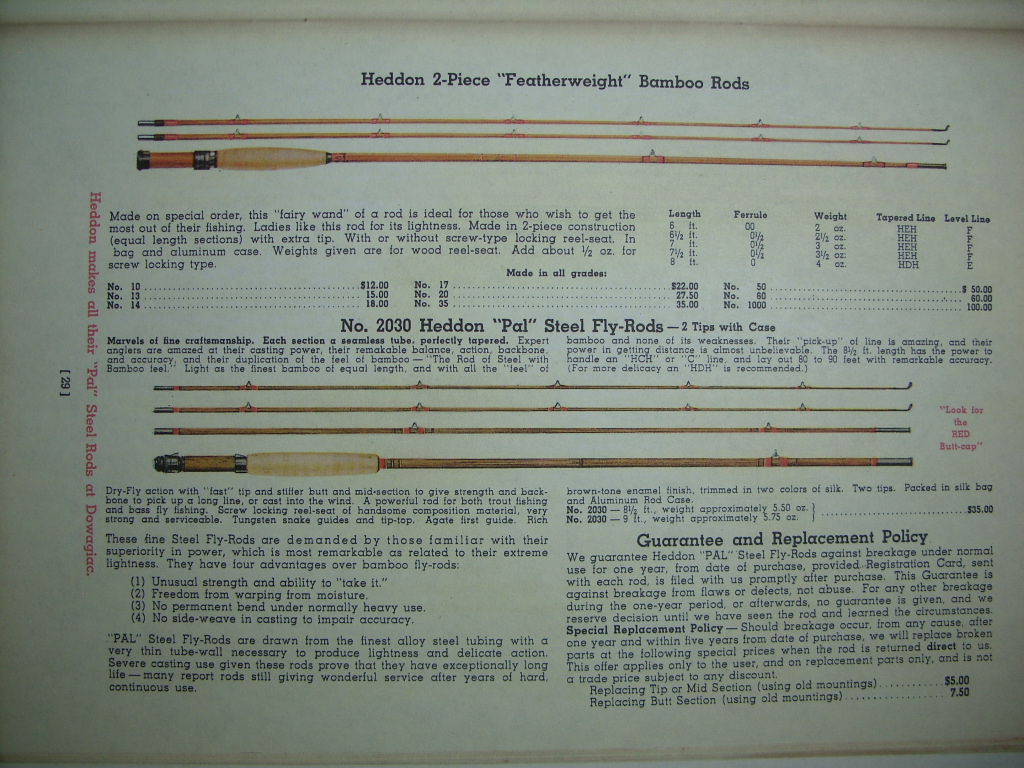 Heddon 2-Piece "Featherweight" Bamboo Rods
Made on special order, this "fairy wand" of a rod is ideal for those who wish to get the
most out of their fishing. Ladies like this rod for its lightness. Made in 2-piece construction
(equal length sections) with extra tip. With or without screw-type locking reel-seat. In
bag and aluminum case. Weights given are for wood reel-seat. Add about ½ oz. for
screw locking type.
Length Ferrule Weight Tapered Line Level Line
6 ft. 00 2 oz. HEH F
6½ ft. 0½ 2½ oz. HEH F
7 ft. 0½ 3 oz. HEH F
7½ ft. 0½ 3½ oz. HEH F
8 ft. 0 4 oz. HDH E
Made in all grades:
No. 10 $12.00 No. 17 $22.00 No. 50 $ 50.00
No. 13 15.00 No. 20 27.50 No. 60 60.00
No. 14 18.00 No. 35 35.00 No. 1000 100.00
No. 2030 Heddon "Pal" Steel Fly-Rods — 2 Tips with Case
Marvels of fine craftsmanship. Each section a seamless tube, perfectly tapered. Expert
anglers are amazed at their casting power, their remarkable balance, action, backbone,
and accuracy, and their duplication of the feel of bamboo — "The Rod of Steel with
Bamboo feel." Light as the finest bamboo of equal length, and with all the "feel" of
bamboo and none of its weaknesses. Their "pick-up" of line is amazing, and their
power in getting distance is almost unbelievable. The 8½ ft. length has the power to
handle an "HCH" or "C" line, and lay out 80 to 90 feet with remarkable accuracy.
(For more delicacy an "HDH" is recommended.)
"Look for
the
RED
Butt-cap"
Dry-Fly action with "fast" tip and stiffer butt and mid-section to give strength and back-
bone to pick up a long line, or cast into the wind. A powerful rod for both trout fishing
and bass fly fishing. Screw locking reel-seat of handsome composition material, very
strong and serviceable. Tungsten snake guides and tip-top. Agate first guide. Rich
brown-tone enamel finish, trimmed in two colors of silk. Two tips. Packed in silk bag
and Aluminum Rod Case.
No. 2030 — 8½ ft., weight approximately 5.50 oz.
No. 2030 — 9 ft., weight approximately 5.75 oz. } $35.00
These fine Steel Fly-Rods are demanded by those familiar with their
superiority in power, which is most remarkable as related to their extreme
lightness. They have four advantages over bamboo fly-rods:
(1) Unusual strength and ability to "take it."
(2) Freedom from warping from moisture.
(3) No permanent bend under normally heavy use.
(4) No side-weave in casting to impair accuracy.
"PAL" Steel Fly-Rods are drawn from the finest alloy steel tubing with a
very thin tube-wall necessary to produce lightness and delicate action.
Severe casting use given these rods prove that they have exceptionally long
life — many report rods still giving wonderful service after years of hard,
continuous use.
Guarantee and Replacement Policy
We guarantee Heddon "PAL" Steel Fly-Rods against breakage under normal
use for one year, from date of purchase, provided Registration Card, sent
with each rod, is filed with us promptly after purchase. This Guarantee is
against breakage from flaws or defects, not abuse. For any other breakage
during the one-year period, or afterwards, no guarantee is given, and we
reserve decision until we have seen the rod and learned the circumstances.
Special Replacement Policy — Should breakage occur, from any cause, after
one year and within five years from date of purchase, we will replace broken
parts at the following special prices when the rod is returned direct to us.
This offer applies only to the user, and on replacement parts only, and is not
a trade price subject to any discount.
Replacing Tip or Mid Section (using old mountings) $5.00
Replacing Butt Section (using old mountings) 7.50
Heddon makes all their "Pal" Steel Rods at Dowagiac.
[ 29 ]